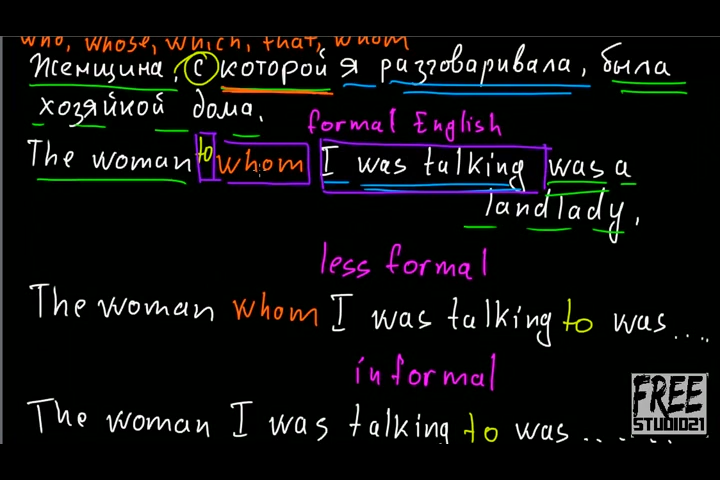 who, whose, which, that, whom
Женщина, с которой я разговаривала, была
хозяйкой дома.
formal English
The woman to whom I was talking was a
landlady.
less formal
The woman whom I was talking to was....
informal
The woman I was talking to was.......
FREE
STUDIO21